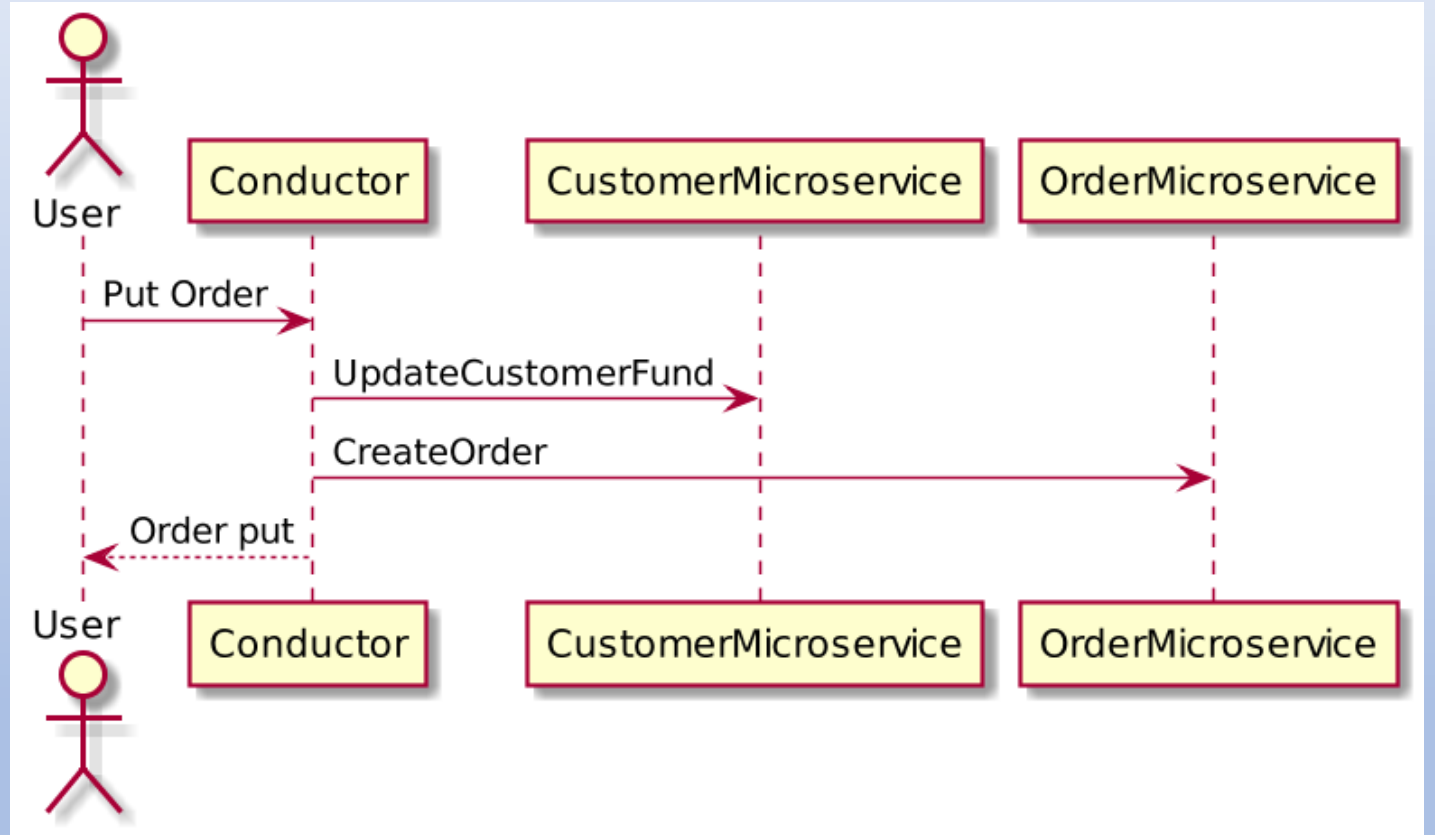 User
Conductor
CustomerMicroservice
OrderMicroservice
Put Order
UpdateCustomerFund
CreateOrder
Order put
User
Conductor
CustomerMicroservice
OrderMicroservice